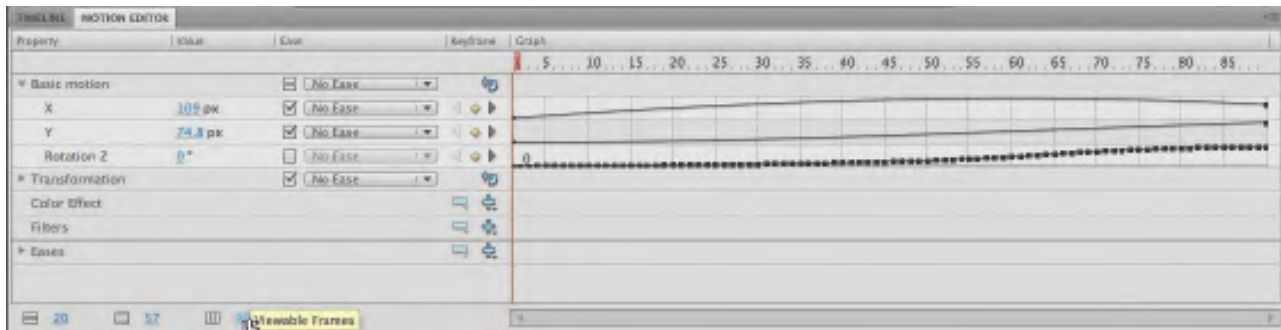 TIMELINE MOTION EDITOR
Property Value Ease Keyframe Graph
1 5 10 15 20 25 30 35 40 45 50 55 60 65 70 75 80 85
Basic motion No Ease
X 109 px No Ease
Y 74.8 px No Ease
Rotation Z 0° No Ease 0
Transformation No Ease
Color Effect
Filters
Eases
20 57 Viewable Frames